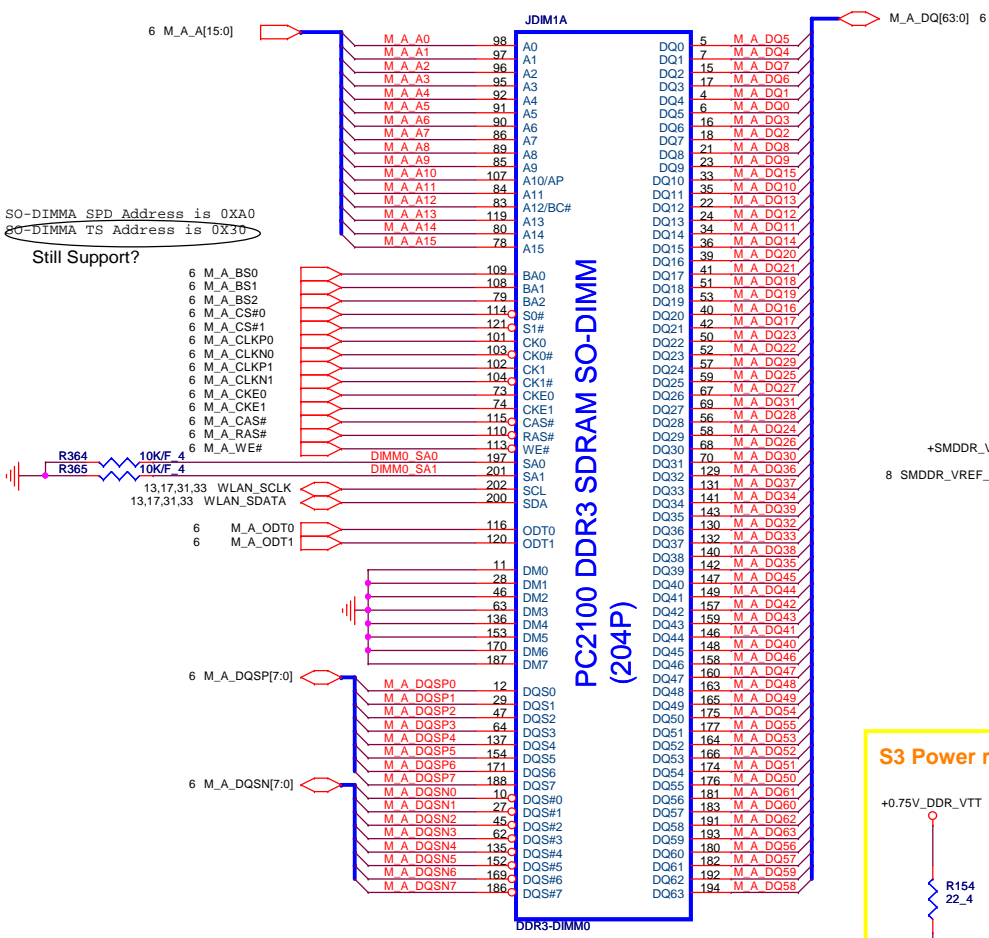 JDIM1A
6 M_A_A[15:0]
M_A_A0 98 A0
M_A_A1 97 A1
M_A_A2 96 A2
M_A_A3 95 A3
M_A_A4 92 A4
M_A_A5 91 A5
M_A_A6 90 A6
M_A_A7 86 A7
M_A_A8 89 A8
M_A_A9 85 A9
M_A_A10 107 A10/AP
M_A_A11 84 A11
M_A_A12 83 A12/BC#
M_A_A13 119 A13
M_A_A14 80 A14
M_A_A15 78 A15
SO-DIMMA SPD Address is 0XA0
SO-DIMMA TS Address is 0X30
Still Support?
6 M_A_BS0 109 BA0
6 M_A_BS1 108 BA1
6 M_A_BS2 79 BA2
6 M_A_CS#0 114 S0#
6 M_A_CS#1 121 S1#
6 M_A_CLKP0 101 CK0
6 M_A_CLKN0 103 CK0#
6 M_A_CLKP1 102 CK1
6 M_A_CLKN1 104 CK1#
6 M_A_CKE0 73 CKE0
6 M_A_CKE1 74 CKE1
6 M_A_CAS# 115 CAS#
6 M_A_RAS# 110 RAS#
6 M_A_WE# 113 WE#
R364 10K/F_4 DIMM0_SA0 197 SA0
R365 10K/F_4 DIMM0_SA1 201 SA1
13,17,31,33 WLAN_SCLK 202 SCL
13,17,31,33 WLAN_SDATA 200 SDA
6 M_A_ODT0 116 ODT0
6 M_A_ODT1 120 ODT1
11 DM0
28 DM1
46 DM2
63 DM3
136 DM4
153 DM5
170 DM6
187 DM7
6 M_A_DQSP[7:0]
M_A_DQSP0 12 DQS0
M_A_DQSP1 29 DQS1
M_A_DQSP2 47 DQS2
M_A_DQSP3 64 DQS3
M_A_DQSP4 137 DQS4
M_A_DQSP5 154 DQS5
M_A_DQSP6 171 DQS6
M_A_DQSP7 188 DQS7
6 M_A_DQSN[7:0]
M_A_DQSN0 10 DQS#0
M_A_DQSN1 27 DQS#1
M_A_DQSN2 45 DQS#2
M_A_DQSN3 62 DQS#3
M_A_DQSN4 135 DQS#4
M_A_DQSN5 152 DQS#5
M_A_DQSN6 169 DQS#6
M_A_DQSN7 186 DQS#7
PC2100 DDR3 SDRAM SO-DIMM
(204P)
DDR3-DIMM0
M_A_DQ[63:0] 6
DQ0 5 M_A_DQ5
DQ1 7 M_A_DQ4
DQ2 15 M_A_DQ7
DQ3 17 M_A_DQ6
DQ4 4 M_A_DQ1
DQ5 6 M_A_DQ0
DQ6 16 M_A_DQ3
DQ7 18 M_A_DQ2
DQ8 21 M_A_DQ8
DQ9 23 M_A_DQ9
DQ10 33 M_A_DQ15
DQ11 35 M_A_DQ10
DQ12 22 M_A_DQ13
DQ13 24 M_A_DQ12
DQ14 34 M_A_DQ11
DQ15 36 M_A_DQ14
DQ16 39 M_A_DQ20
DQ17 41 M_A_DQ21
DQ18 51 M_A_DQ18
DQ19 53 M_A_DQ19
DQ20 40 M_A_DQ16
DQ21 42 M_A_DQ17
DQ22 50 M_A_DQ23
DQ23 52 M_A_DQ22
DQ24 57 M_A_DQ29
DQ25 59 M_A_DQ25
DQ26 67 M_A_DQ27
DQ27 69 M_A_DQ31
DQ28 56 M_A_DQ28
DQ29 58 M_A_DQ24
DQ30 68 M_A_DQ26
DQ31 70 M_A_DQ30
DQ32 129 M_A_DQ36
DQ33 131 M_A_DQ37
DQ34 141 M_A_DQ34
DQ35 143 M_A_DQ39
DQ36 130 M_A_DQ32
DQ37 132 M_A_DQ33
DQ38 140 M_A_DQ38
DQ39 142 M_A_DQ35
DQ40 147 M_A_DQ45
DQ41 149 M_A_DQ44
DQ42 157 M_A_DQ42
DQ43 159 M_A_DQ43
DQ44 146 M_A_DQ41
DQ45 148 M_A_DQ40
DQ46 158 M_A_DQ46
DQ47 160 M_A_DQ47
DQ48 163 M_A_DQ48
DQ49 165 M_A_DQ49
DQ50 175 M_A_DQ54
DQ51 177 M_A_DQ55
DQ52 164 M_A_DQ53
DQ53 166 M_A_DQ52
DQ54 174 M_A_DQ51
DQ55 176 M_A_DQ50
DQ56 181 M_A_DQ61
DQ57 183 M_A_DQ60
DQ58 191 M_A_DQ62
DQ59 193 M_A_DQ63
DQ60 180 M_A_DQ56
DQ61 182 M_A_DQ57
DQ62 192 M_A_DQ59
DQ63 194 M_A_DQ58
+SMDDR_V
8 SMDDR_VREF_
S3 Power r
+0.75V_DDR_VTT
R154
22_4